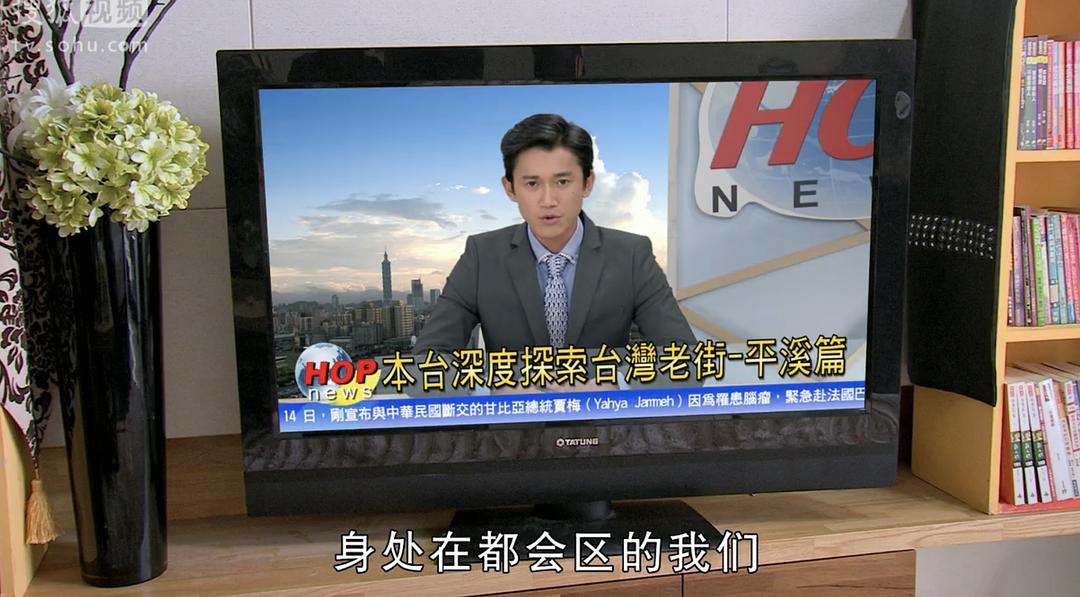 搜狐视频
tv.sohu.com
HO
NE
HOP
news
本台深度探索台灣老街-平溪篇
14 日，剛宣布與中華民國斷交的甘比亞總統賈梅（Yahya Jammeh）因為罹患腦瘤，緊急赴法國巴
TATUNG
身处在都会区的我们